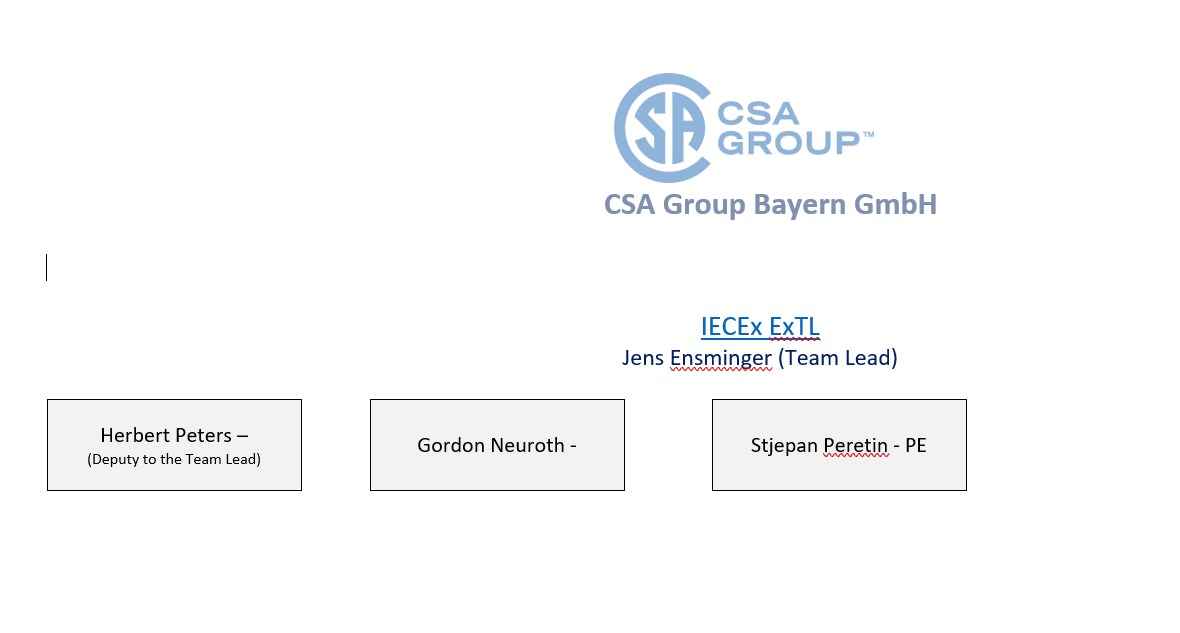 CSA
GROUP™
CSA Group Bayern GmbH
IECEx ExTL
Jens Ensminger (Team Lead)
Herbert Peters –
(Deputy to the Team Lead)
Gordon Neuroth -
Stjepan Peretin - PE